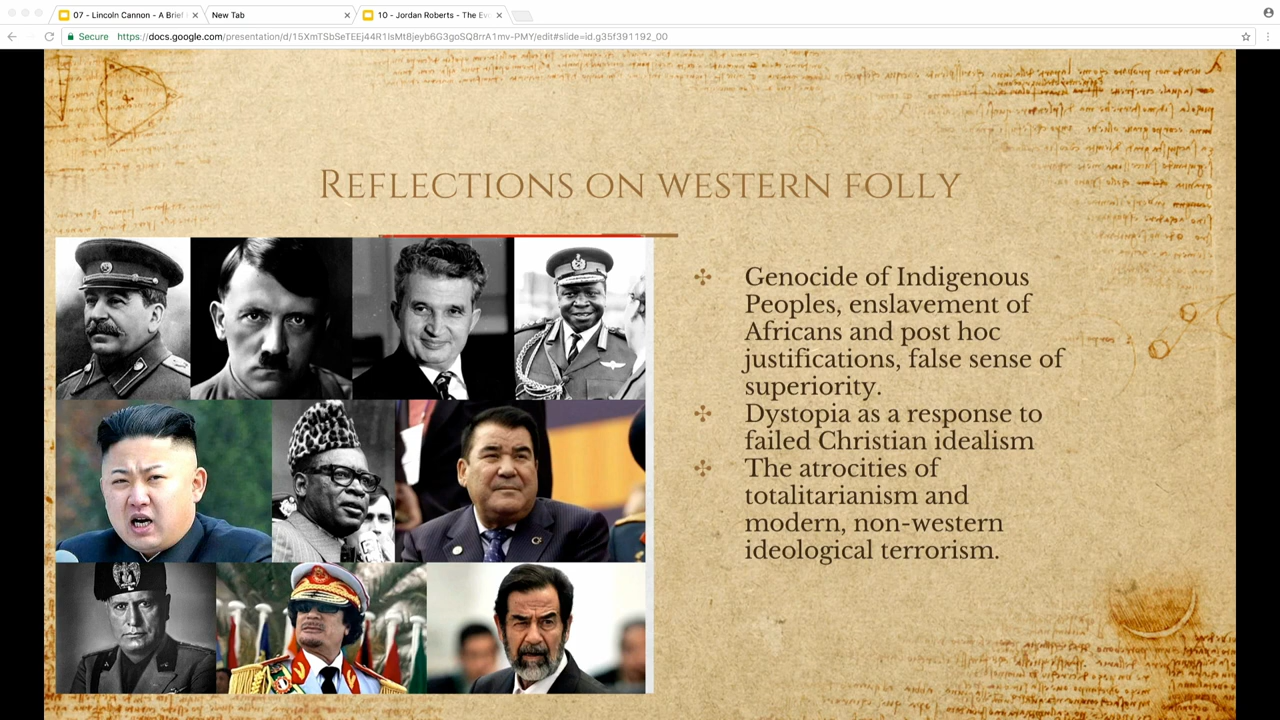 07 - Lincoln Cannon - A Brief
New Tab
10 - Jordan Roberts - The Ev
Secure
https://docs.google.com/presentation/d/15XmTSbSeTEEj44R1IsMt8jeyb6G3goSQ8rrA1mv-PMY/edit#slide=id.g35f391192_00
Reflections on western folly
Genocide of Indigenous
Peoples, enslavement of
Africans and post hoc
justifications, false sense of
superiority.
Dystopia as a response to
failed Christian idealism
The atrocities of
totalitarianism and
modern, non-western
ideological terrorism.